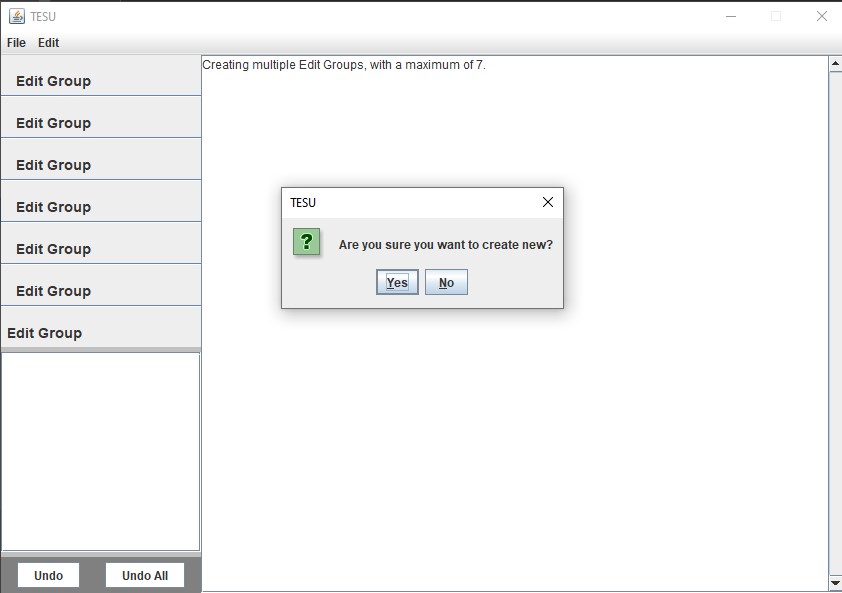 TESU
File Edit
Edit Group
Edit Group
Edit Group
Edit Group
Edit Group
Edit Group
Edit Group
Undo Undo All
Creating multiple Edit Groups, with a maximum of 7.
TESU
? Are you sure you want to create new?
Yes No